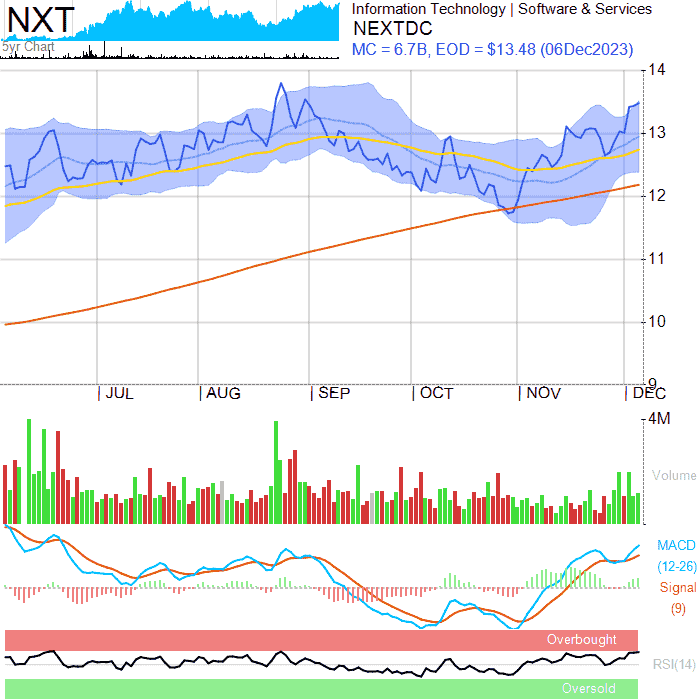 NXT
5yr Chart
Information Technology | Software & Services
NEXTDC
MC = 6.7B, EOD = $13.48 (06Dec2023)
14
13
12
11
10
9
JUL AUG SEP OCT NOV DEC
4M
Volume
MACD
(12-26)
Signal
(9)
Overbought
RSI(14)
Oversold